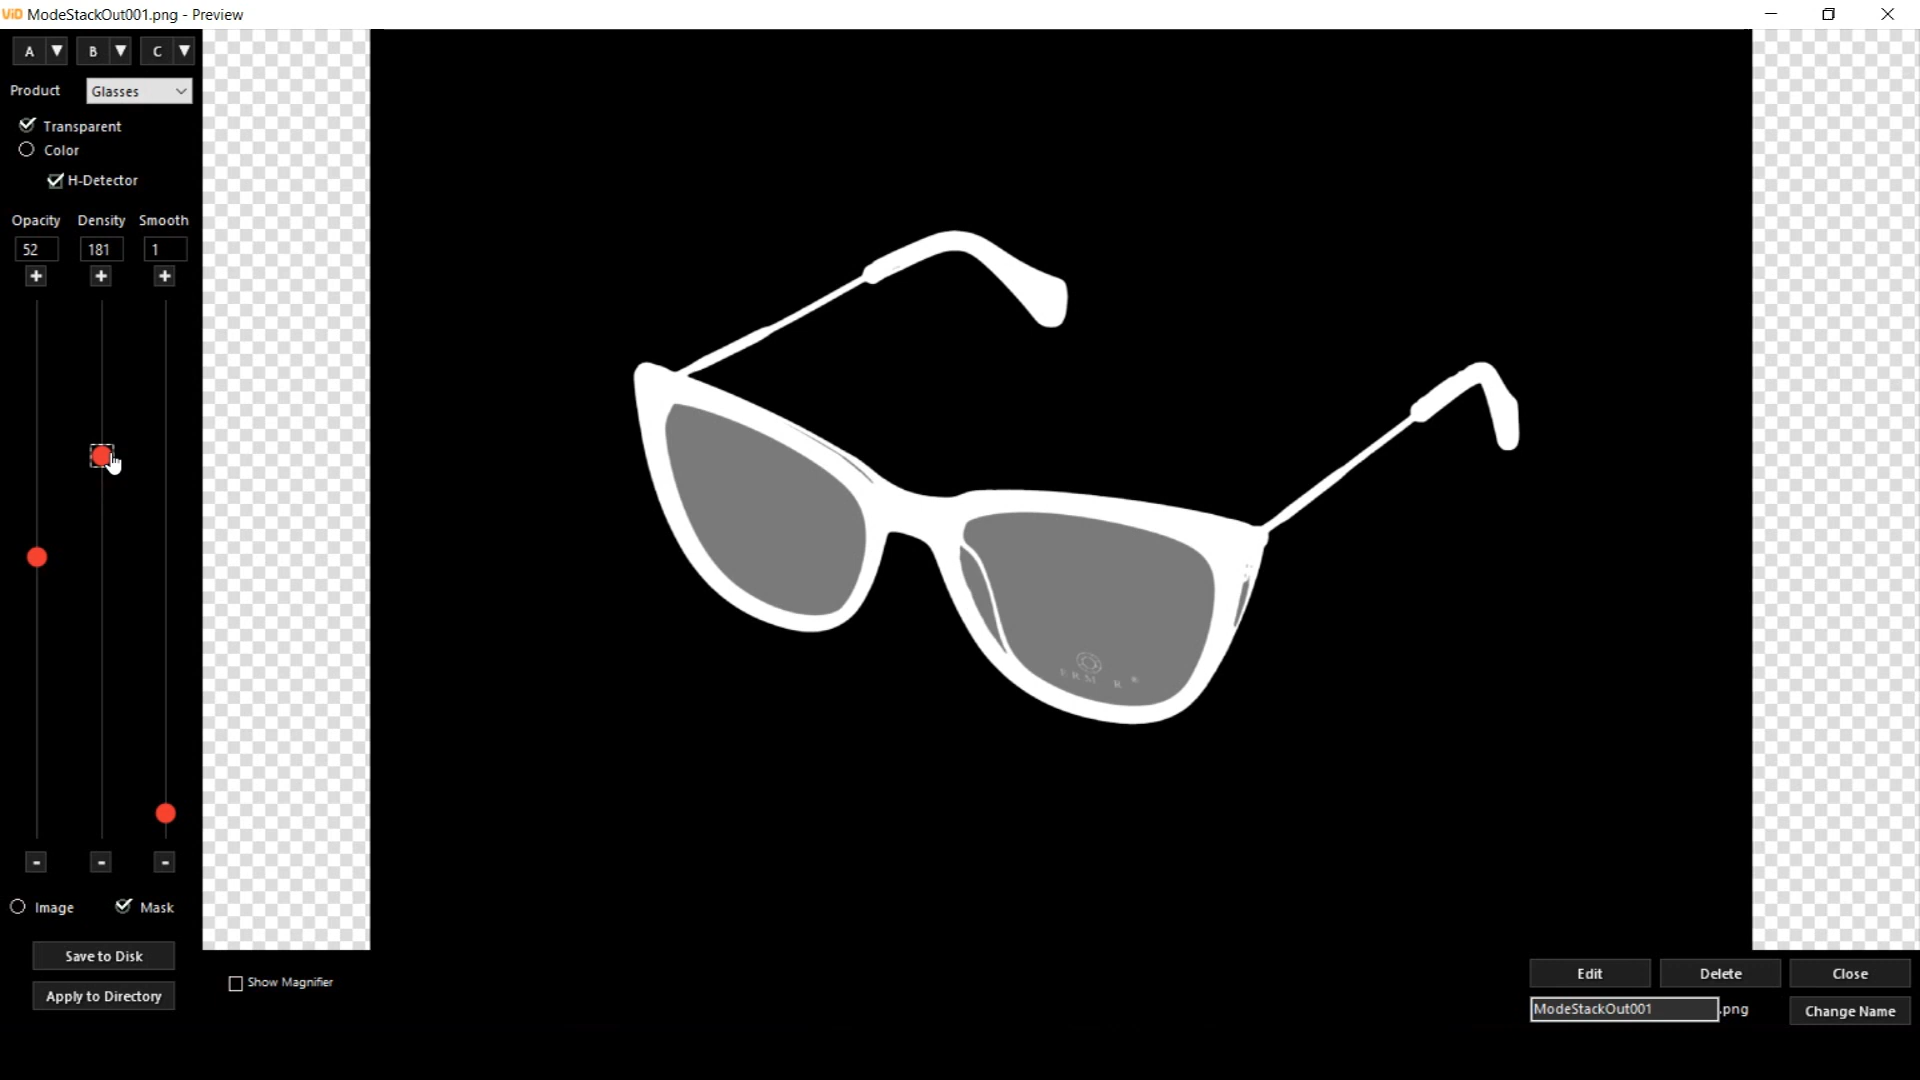 ViD ModeStackOut001.png - Preview
A B C
Product Glasses
Transparent
Color
H-Detector
Opacity Density Smooth
52 181 1
+ + +
- - -
Image Mask
Save to Disk
Apply to Directory
Show Magnifier
Edit Delete Close
ModeStackOut001 .png Change Name